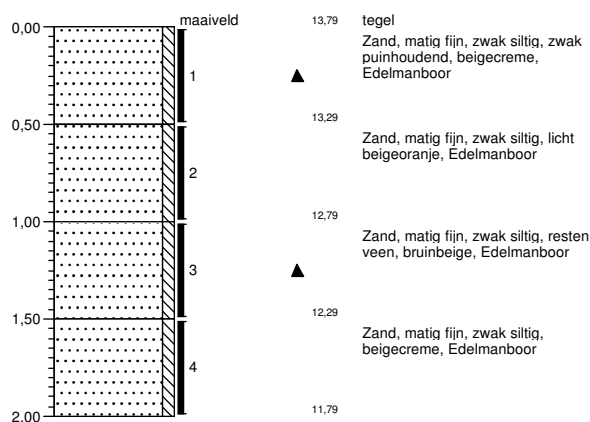 0,00
maaiveld
13,79
tegel
Zand, matig fijn, zwak siltig, zwak
puinhoudend, beigecreme,
Edelmanboor
1
0,50
13,29
Zand, matig fijn, zwak siltig, licht
beigeoranje, Edelmanboor
2
1,00
12,79
Zand, matig fijn, zwak siltig, resten
veen, bruinbeige, Edelmanboor
3
1,50
12,29
Zand, matig fijn, zwak siltig,
beigecreme, Edelmanboor
4
2,00
11,79